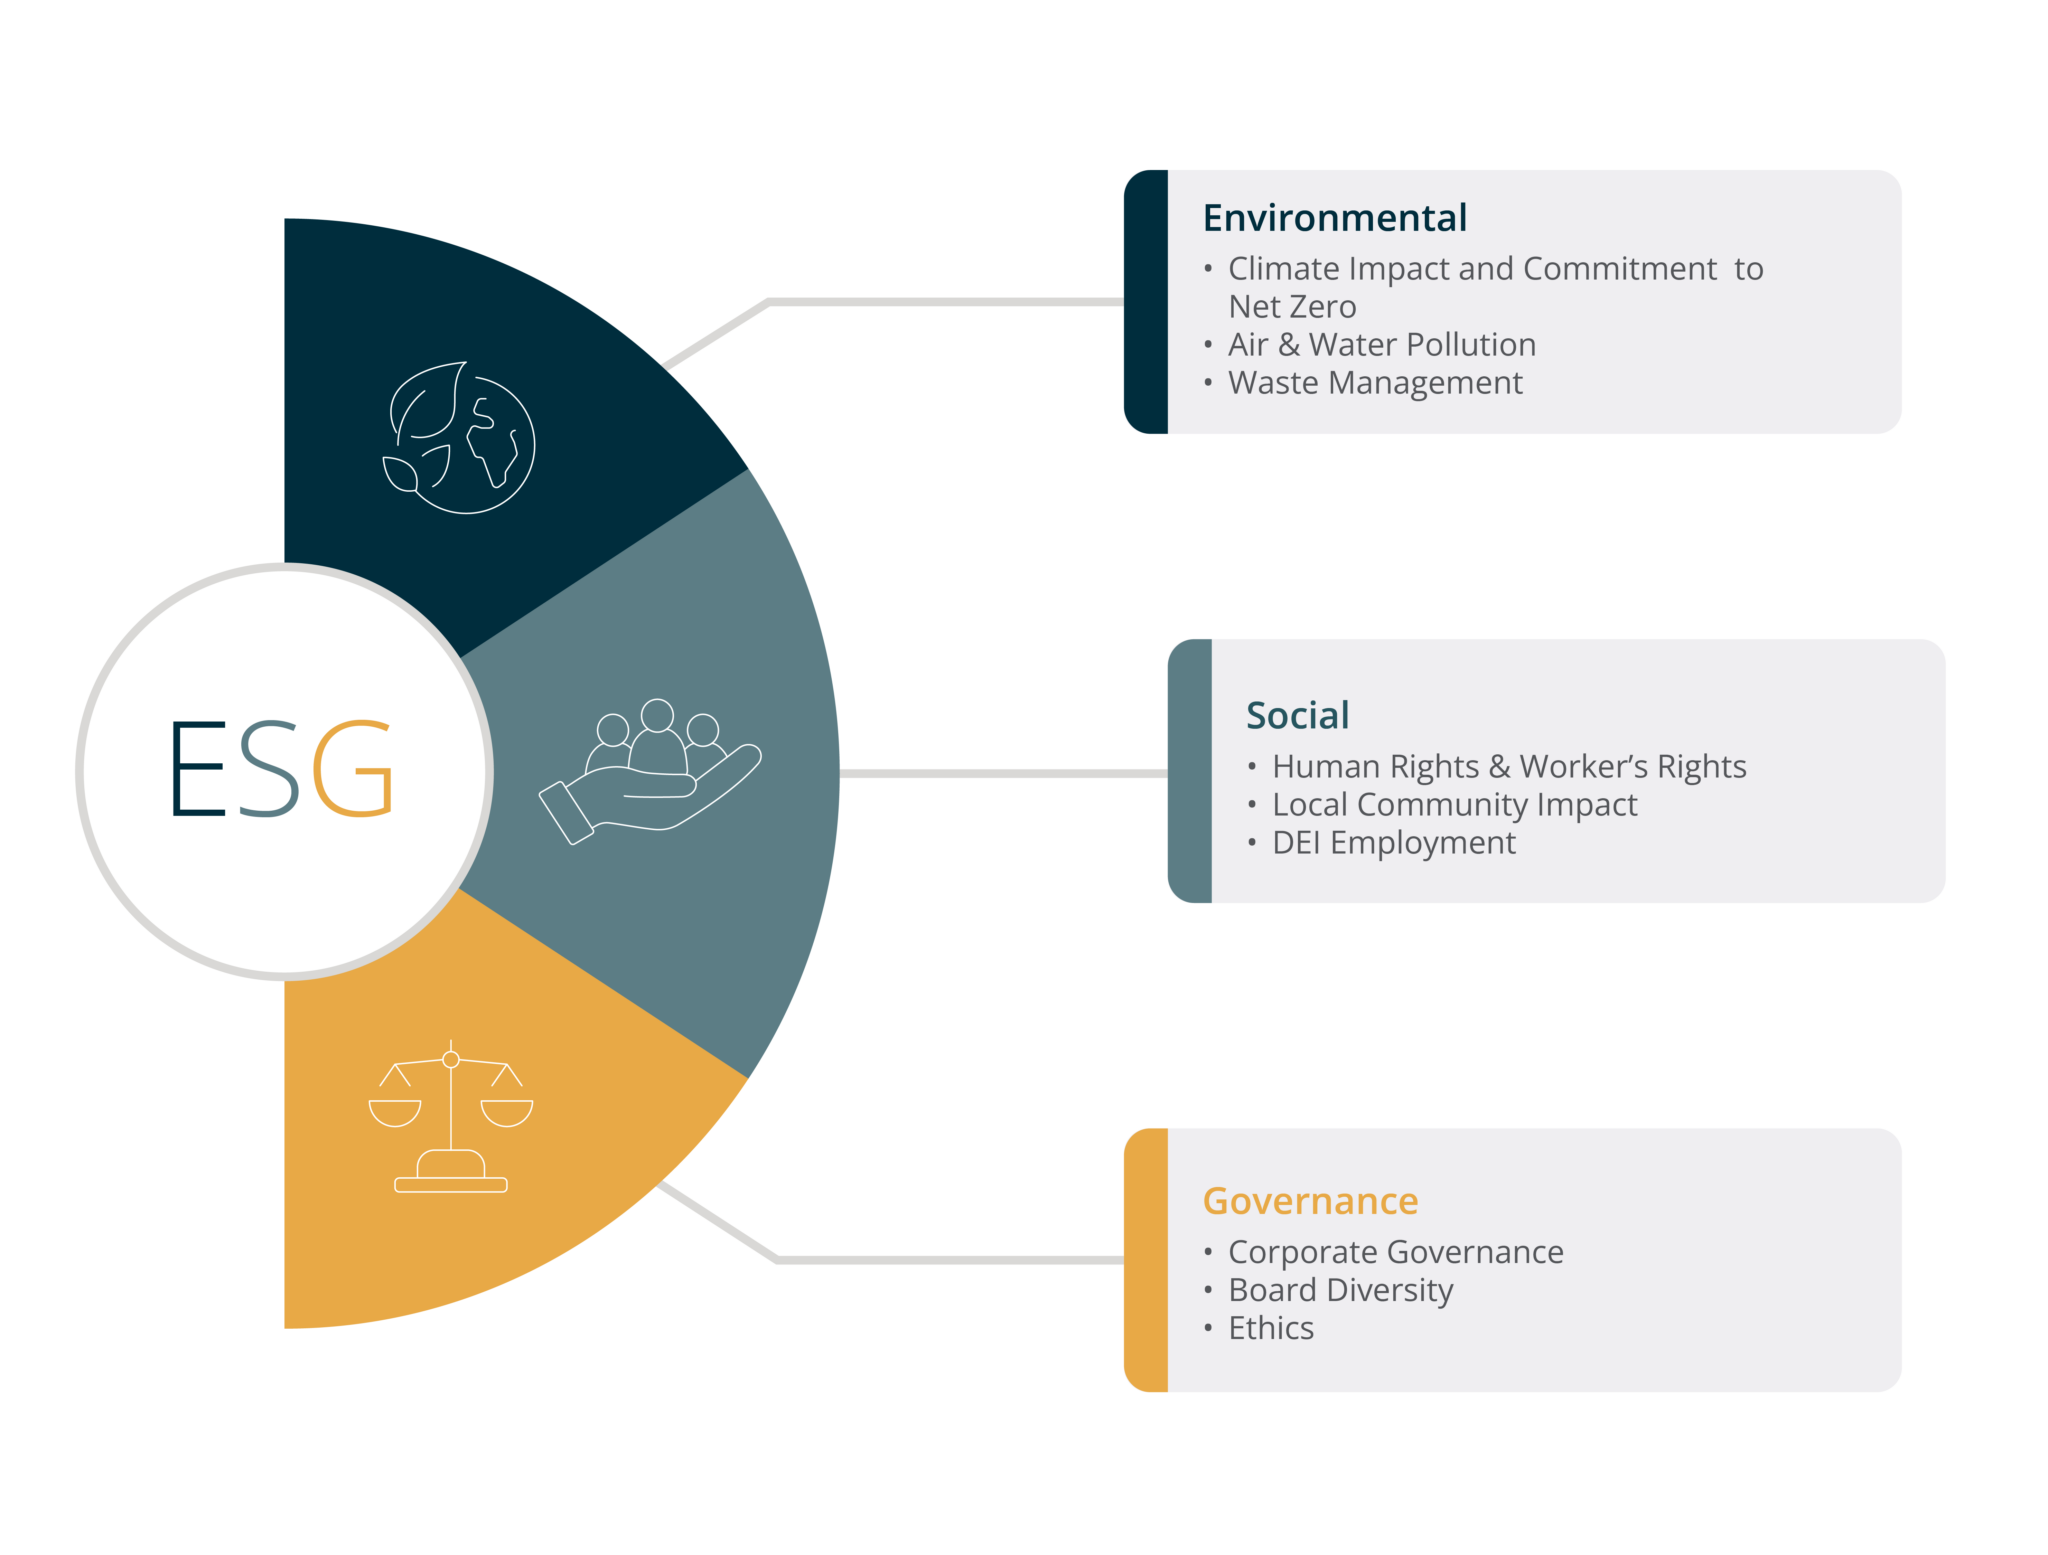 ESG
Environmental
• Climate Impact and Commitment  to
Net Zero
• Air & Water Pollution
• Waste Management
Social
• Human Rights & Worker’s Rights
• Local Community Impact
• DEI Employment
Governance
• Corporate Governance
• Board Diversity
• Ethics